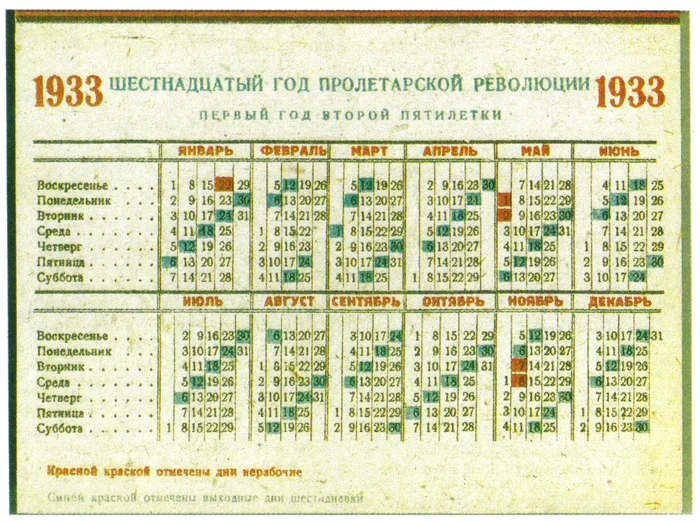 1933 ШЕСТНАДЦАТЫЙ ГОД ПРОЛЕТАРСКОЙ РЕВОЛЮЦИИ 1933
ПЕРВЫЙ ГОД ВТОРОЙ ПЯТИЛЕТКИ
ЯНВАРЬ ФЕВРАЛЬ МАРТ АПРЕЛЬ МАЙ ИЮНЬ
Воскресенье . . . . 1 8 15 22 29 5 12 19 26 5 12 19 26 2 9 16 23 30 7 14 21 28 4 11 18 25
Понедельник . . . . 2 9 16 23 30 6 13 20 27 6 13 20 27 3 10 17 24 1 8 15 22 29 5 12 19 26
Вторник . . . . . . 3 10 17 24 31 7 14 21 28 7 14 21 28 4 11 18 25 2 9 16 23 30 6 13 20 27
Среда . . . . . . . 4 11 18 25 1 8 15 22 1 8 15 22 29 5 12 19 26 3 10 17 24 31 7 14 21 28
Четверг . . . . . . 5 12 19 26 2 9 16 23 2 9 16 23 30 6 13 20 27 4 11 18 25 1 8 15 22 29
Пятница . . . . . . 6 13 20 27 3 10 17 24 3 10 17 24 31 7 14 21 28 5 12 19 26 2 9 16 23 30
Суббота . . . . . . 7 14 21 28 4 11 18 25 4 11 18 25 1 8 15 22 29 6 13 20 27 3 10 17 24
ИЮЛЬ АВГУСТ СЕНТЯБРЬ ОКТЯБРЬ НОЯБРЬ ДЕКАБРЬ
Воскресенье . . . . 2 9 16 23 30 6 13 20 27 3 10 17 24 1 8 15 22 29 5 12 19 26 3 10 17 24 31
Понедельник . . . . 3 10 17 24 31 7 14 21 28 4 11 18 25 2 9 16 23 30 6 13 20 27 4 11 18 25
Вторник . . . . . . 4 11 18 25 1 8 15 22 29 5 12 19 26 3 10 17 24 31 7 14 21 28 5 12 19 26
Среда . . . . . . . 5 12 19 26 2 9 16 23 30 6 13 20 27 4 11 18 25 1 8 15 22 29 6 13 20 27
Четверг . . . . . . 6 13 20 27 3 10 17 24 31 7 14 21 28 5 12 19 26 2 9 16 23 30 7 14 21 28
Пятница . . . . . . 7 14 21 28 4 11 18 25 1 8 15 22 29 6 13 20 27 3 10 17 24 1 8 15 22 29
Суббота . . . . . . 1 8 15 22 29 5 12 19 26 2 9 16 23 30 7 14 21 28 4 11 18 25 2 9 16 23 30
Красной краской отмечены дни нерабочие
Синей краской отмечены выходные дни шестидневки